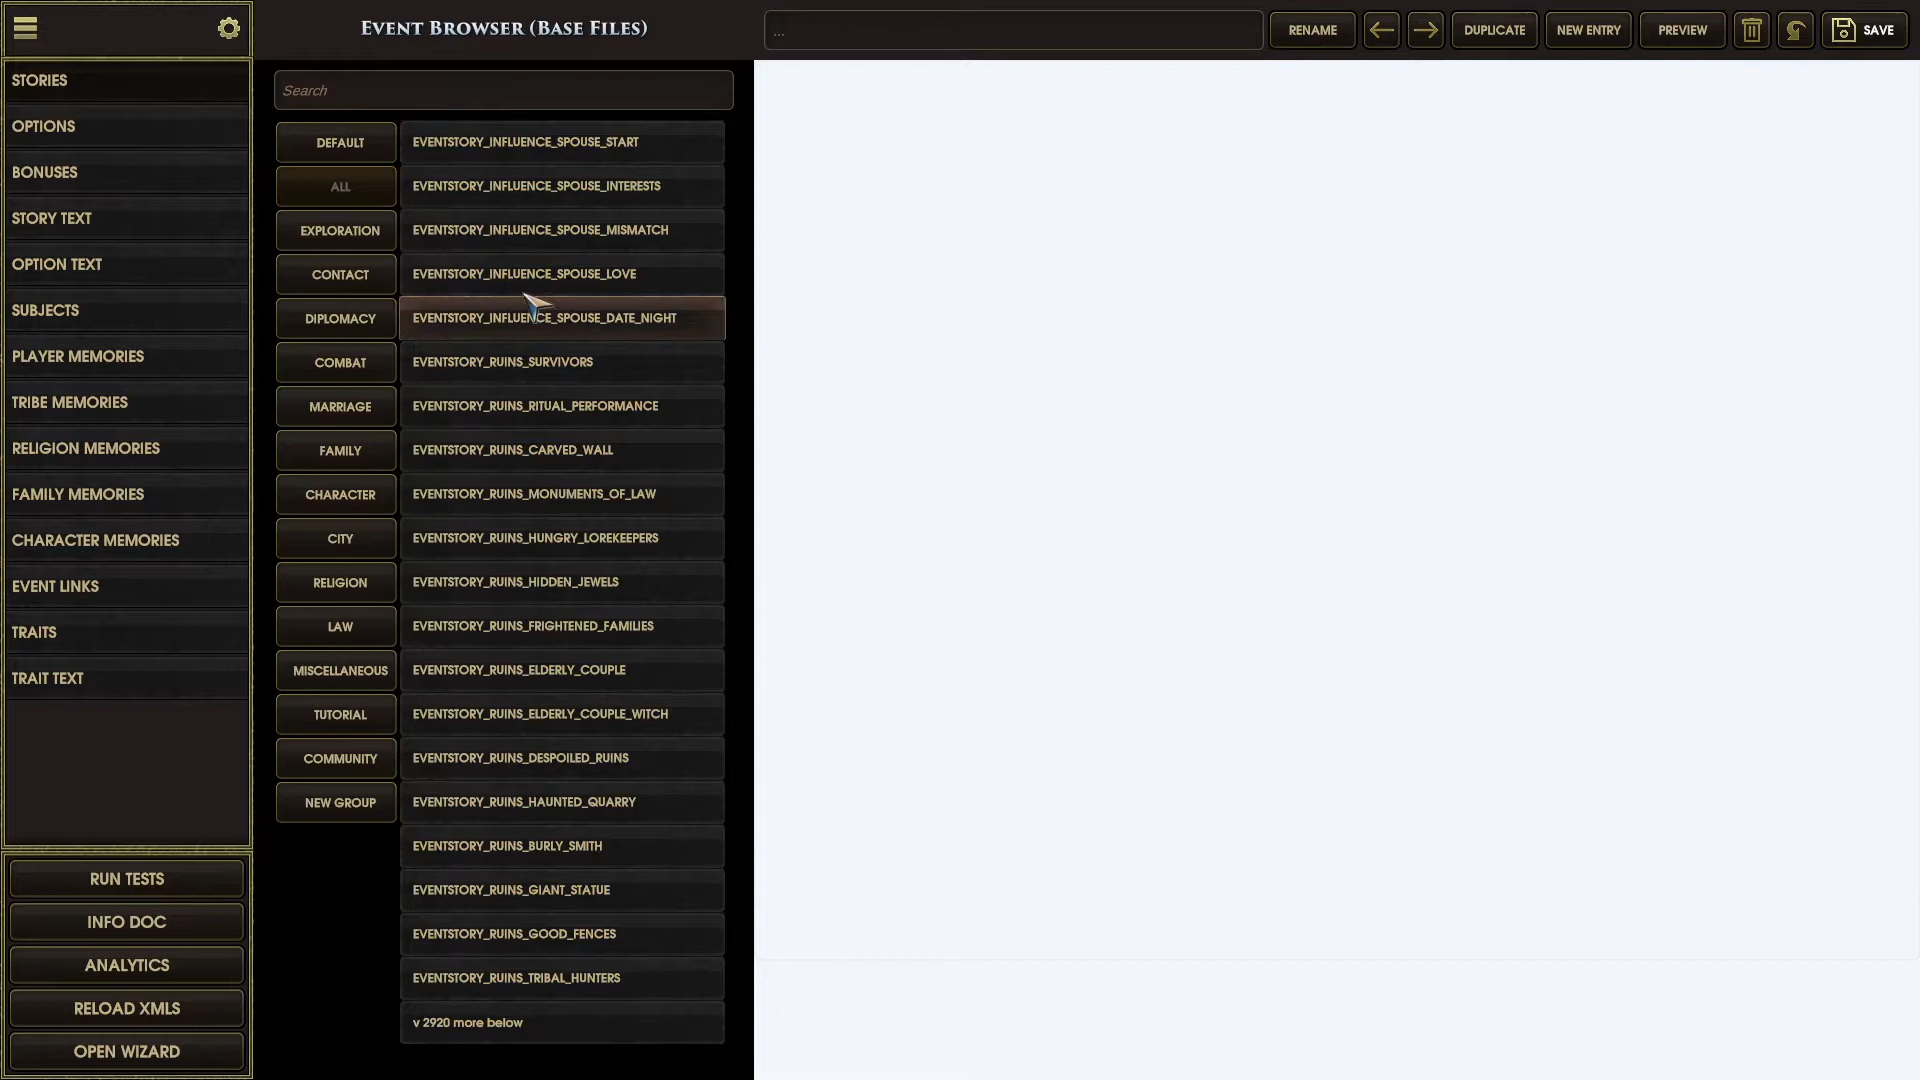 Event Browser (Base Files)
...
RENAME
DUPLICATE
NEW ENTRY
PREVIEW
SAVE
STORIES
OPTIONS
BONUSES
STORY TEXT
OPTION TEXT
SUBJECTS
PLAYER MEMORIES
TRIBE MEMORIES
RELIGION MEMORIES
FAMILY MEMORIES
CHARACTER MEMORIES
EVENT LINKS
TRAITS
TRAIT TEXT
RUN TESTS
INFO DOC
ANALYTICS
RELOAD XMLS
OPEN WIZARD
Search
DEFAULT
ALL
EXPLORATION
CONTACT
DIPLOMACY
COMBAT
MARRIAGE
FAMILY
CHARACTER
CITY
RELIGION
LAW
MISCELLANEOUS
TUTORIAL
COMMUNITY
NEW GROUP
EVENTSTORY_INFLUENCE_SPOUSE_START
EVENTSTORY_INFLUENCE_SPOUSE_INTERESTS
EVENTSTORY_INFLUENCE_SPOUSE_MISMATCH
EVENTSTORY_INFLUENCE_SPOUSE_LOVE
EVENTSTORY_INFLUENCE_SPOUSE_DATE_NIGHT
EVENTSTORY_RUINS_SURVIVORS
EVENTSTORY_RUINS_RITUAL_PERFORMANCE
EVENTSTORY_RUINS_CARVED_WALL
EVENTSTORY_RUINS_MONUMENTS_OF_LAW
EVENTSTORY_RUINS_HUNGRY_LOREKEEPERS
EVENTSTORY_RUINS_HIDDEN_JEWELS
EVENTSTORY_RUINS_FRIGHTENED_FAMILIES
EVENTSTORY_RUINS_ELDERLY_COUPLE
EVENTSTORY_RUINS_ELDERLY_COUPLE_WITCH
EVENTSTORY_RUINS_DESPOILED_RUINS
EVENTSTORY_RUINS_HAUNTED_QUARRY
EVENTSTORY_RUINS_BURLY_SMITH
EVENTSTORY_RUINS_GIANT_STATUE
EVENTSTORY_RUINS_GOOD_FENCES
EVENTSTORY_RUINS_TRIBAL_HUNTERS
v 2920 more below